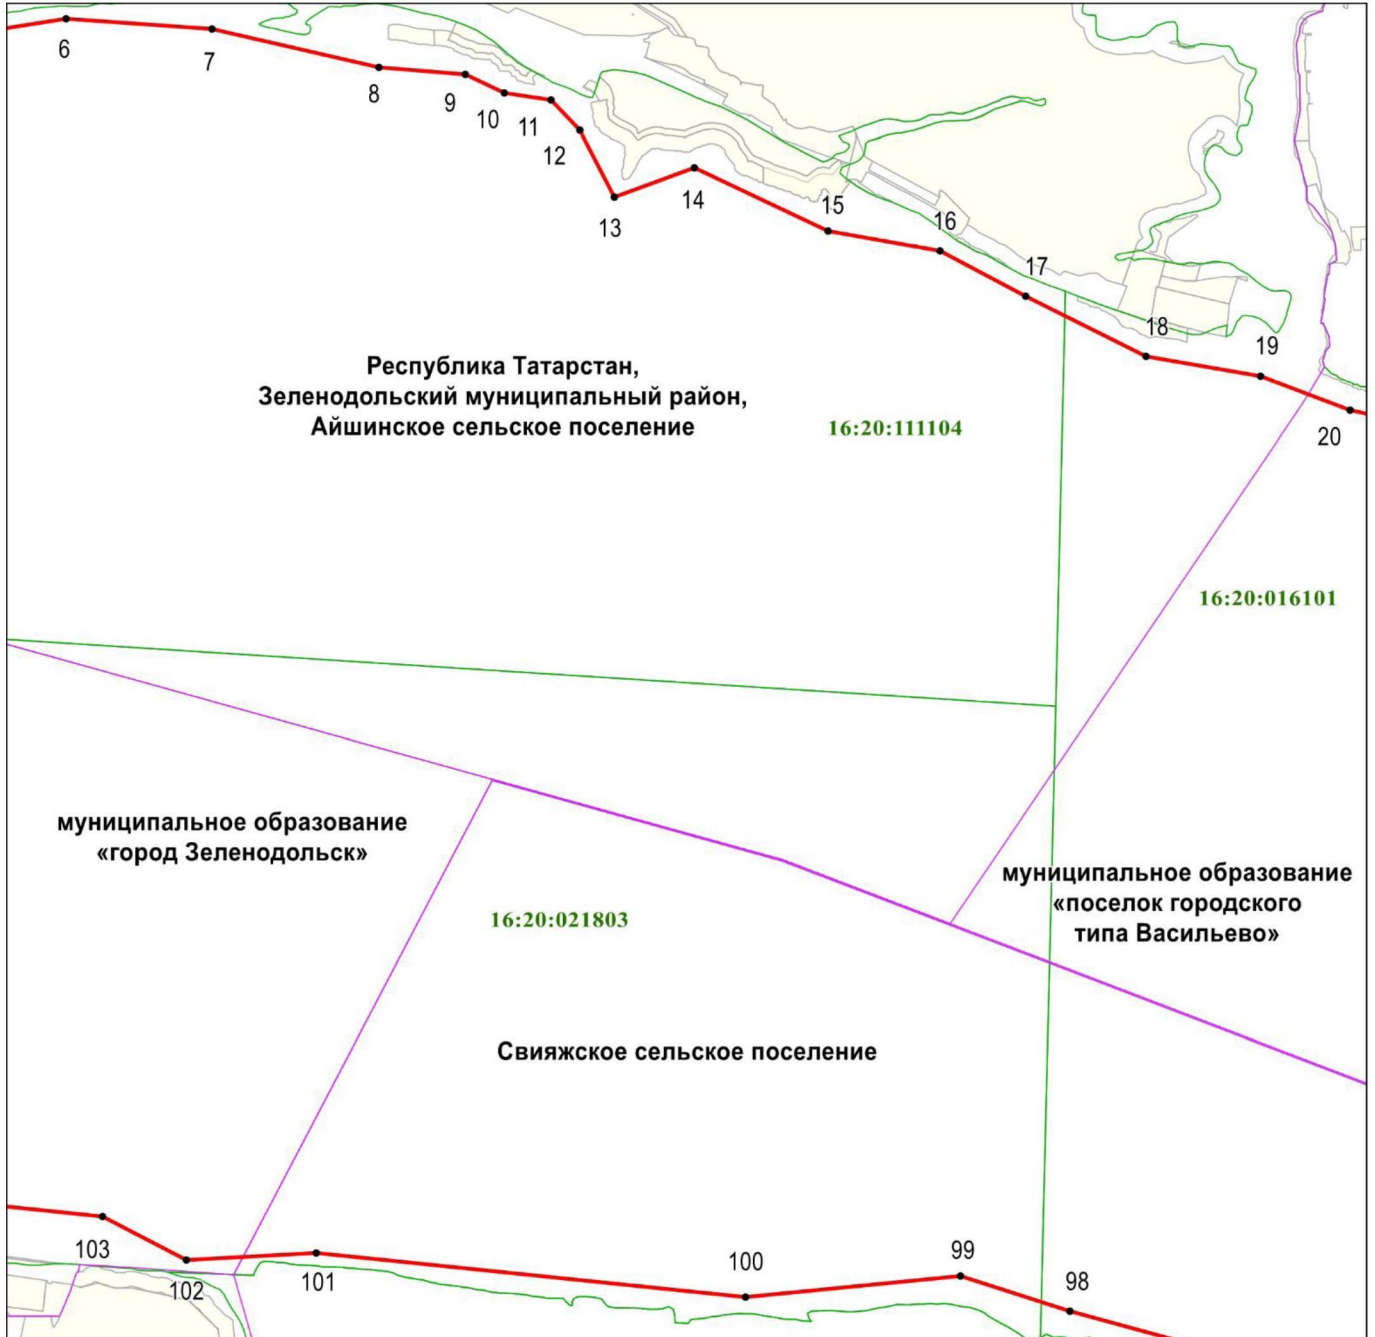 6
7
8
9
10
11
12
13
14
15
16
17
18
19
20
Республика Татарстан,
Зеленодольский муниципальный район,
Айшинское сельское поселение
16:20:111104
16:20:016101
муниципальное образование
«город Зеленодольск»
муниципальное образование
«поселок городского
типа Васильево»
16:20:021803
Свияжское сельское поселение
103
102
101
100
99
98